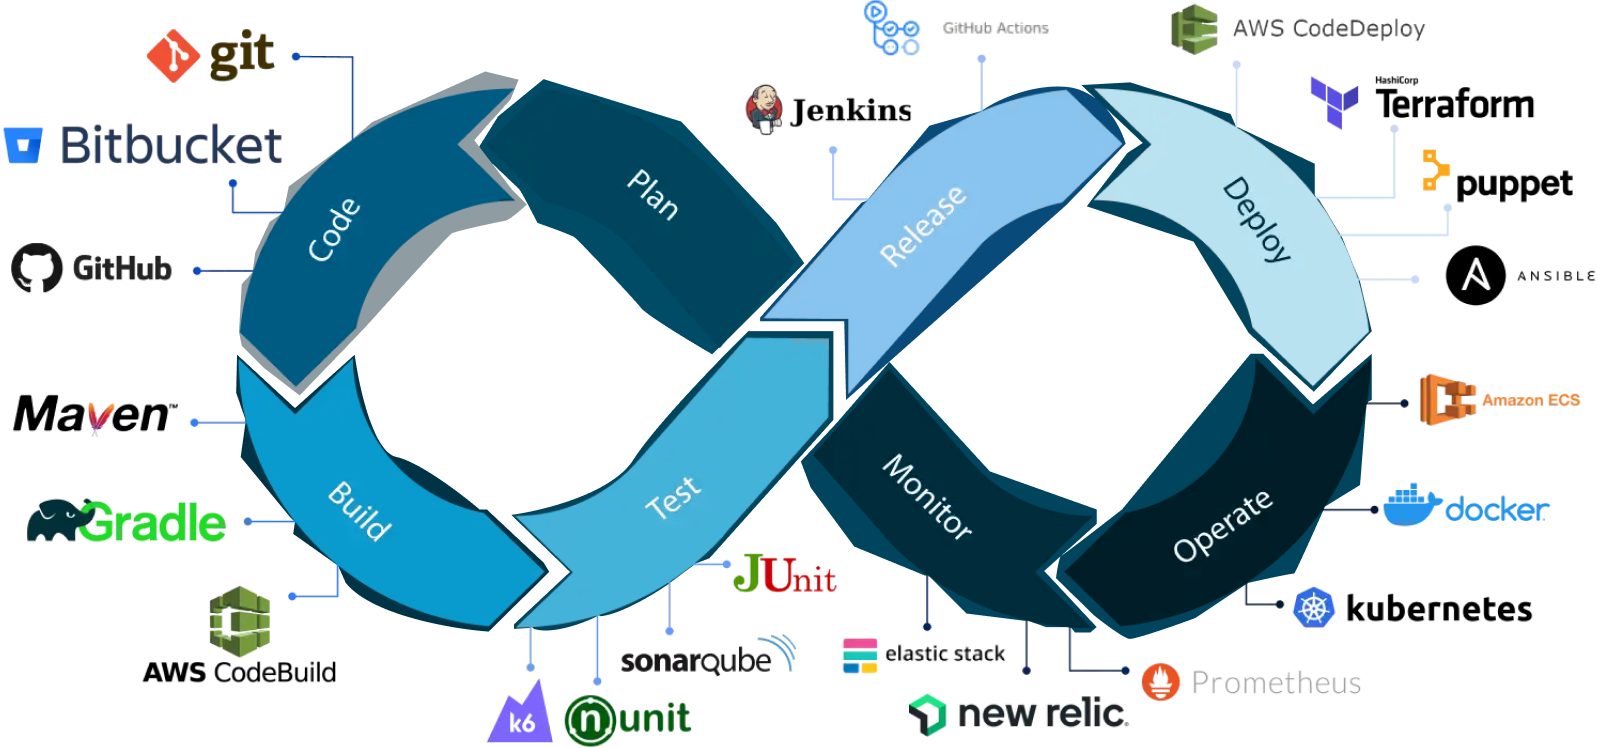 git
Bitbucket
GitHub
Maven™
Gradle
AWS CodeBuild
Code
Plan
Build
Test
k6
nunit
sonarqube
JUnit
Jenkins
GitHub Actions
Release
AWS CodeDeploy
HashiCorp
Terraform
puppet
ANSIBLE
Deploy
Amazon ECS
docker
kubernetes
Operate
Monitor
elastic stack
new relic.
Prometheus